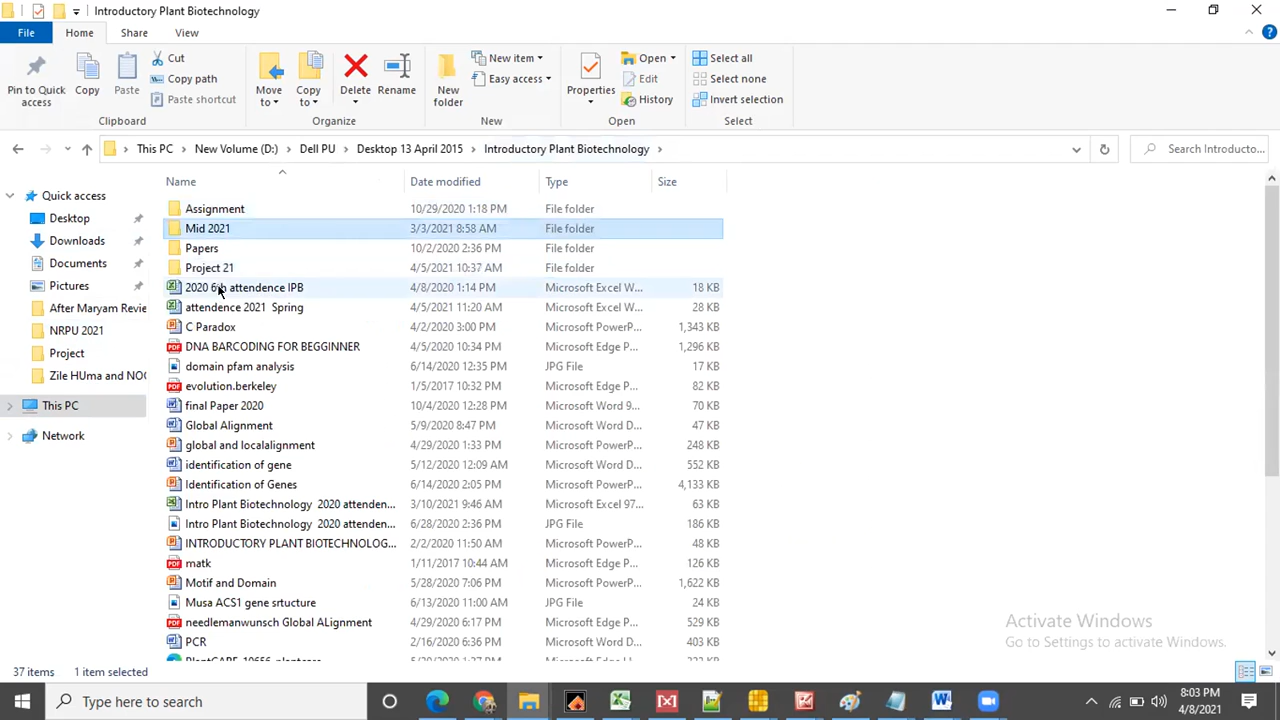 Introductory Plant Biotechnology
File Home Share View
Pin to Quick access
Copy
Paste
Cut
Copy path
Paste shortcut
Clipboard
Move to
Copy to
Delete
Rename
Organize
New folder
New item
Easy access
New
Properties
Open
Edit
History
Open
Select all
Select none
Invert selection
Select
This PC > New Volume (D:) > Dell PU > Desktop 13 April 2015 > Introductory Plant Biotechnology >
Search Introducto...
Quick access
Desktop
Downloads
Documents
Pictures
After Maryam Revie
NRPU 2021
Project
Zile HUma and NOC
This PC
Network
Name Date modified Type Size
Assignment 10/29/2020 1:18 PM File folder
Mid 2021 3/3/2021 8:58 AM File folder
Papers 10/2/2020 2:36 PM File folder
Project 21 4/5/2021 10:37 AM File folder
2020 6th attendence IPB 4/8/2020 1:14 PM Microsoft Excel W... 18 KB
attendence 2021 Spring 4/5/2021 11:20 AM Microsoft Excel W... 28 KB
C Paradox 4/2/2020 3:00 PM Microsoft PowerP... 1,343 KB
DNA BARCODING FOR BEGGINNER 4/5/2020 10:34 PM Microsoft Edge P... 1,296 KB
domain pfam analysis 6/14/2020 12:35 PM JPG File 17 KB
evolution.berkeley 1/5/2017 10:32 PM Microsoft Edge P... 82 KB
final Paper 2020 10/4/2020 12:28 PM Microsoft Word 9... 70 KB
Global Alignment 5/9/2020 8:47 PM Microsoft Word D... 47 KB
global and localalignment 4/29/2020 1:33 PM Microsoft PowerP... 248 KB
identification of gene 5/12/2020 12:09 AM Microsoft Word D... 552 KB
Identification of Genes 6/14/2020 2:05 PM Microsoft PowerP... 4,133 KB
Intro Plant Biotechnology 2020 attenden... 3/10/2021 9:46 AM Microsoft Excel 97... 63 KB
Intro Plant Biotechnology 2020 attenden... 6/28/2020 2:36 PM JPG File 186 KB
INTRODUCTORY PLANT BIOTECHNOLOG... 2/2/2020 11:50 AM Microsoft PowerP... 48 KB
matk 1/11/2017 10:44 AM Microsoft Edge P... 126 KB
Motif and Domain 5/28/2020 7:06 PM Microsoft PowerP... 1,622 KB
Musa ACS1 gene srtucture 6/13/2020 11:00 AM JPG File 24 KB
needlemanwunsch Global ALignment 4/29/2020 6:17 PM Microsoft Edge P... 529 KB
PCR 2/16/2020 6:36 PM Microsoft Word D... 403 KB
Activate Windows
Go to Settings to activate Windows.
37 items 1 item selected
Type here to search
8:03 PM
4/8/2021